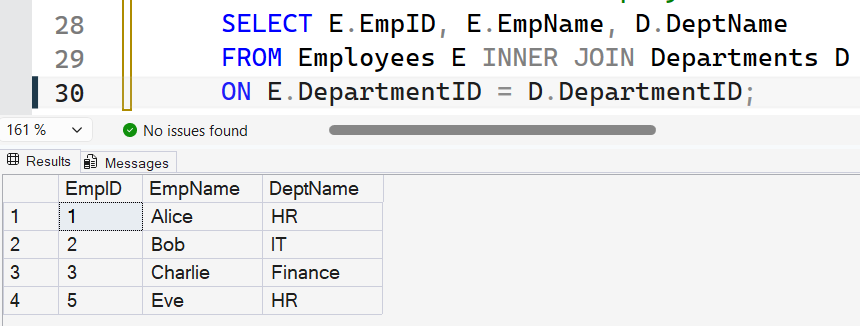 28 SELECT E.EmpID, E.EmpName, D.DeptName
29 FROM Employees E INNER JOIN Departments D
30 ON E.DepartmentID = D.DepartmentID;
161 % No issues found
Results Messages
EmpID EmpName DeptName
1 1 Alice HR
2 2 Bob IT
3 3 Charlie Finance
4 5 Eve HR